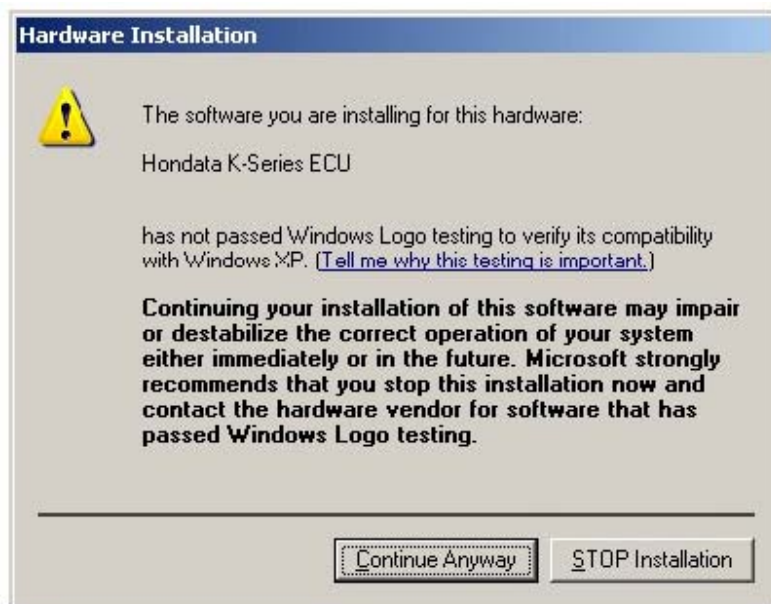 Hardware Installation
The software you are installing for this hardware:
Hondata K-Series ECU
has not passed Windows Logo testing to verify its compatibility
with Windows XP. (Tell me why this testing is important.)
Continuing your installation of this software may impair
or destabilize the correct operation of your system
either immediately or in the future. Microsoft strongly
recommends that you stop this installation now and
contact the hardware vendor for software that has
passed Windows Logo testing.
Continue Anyway
STOP Installation